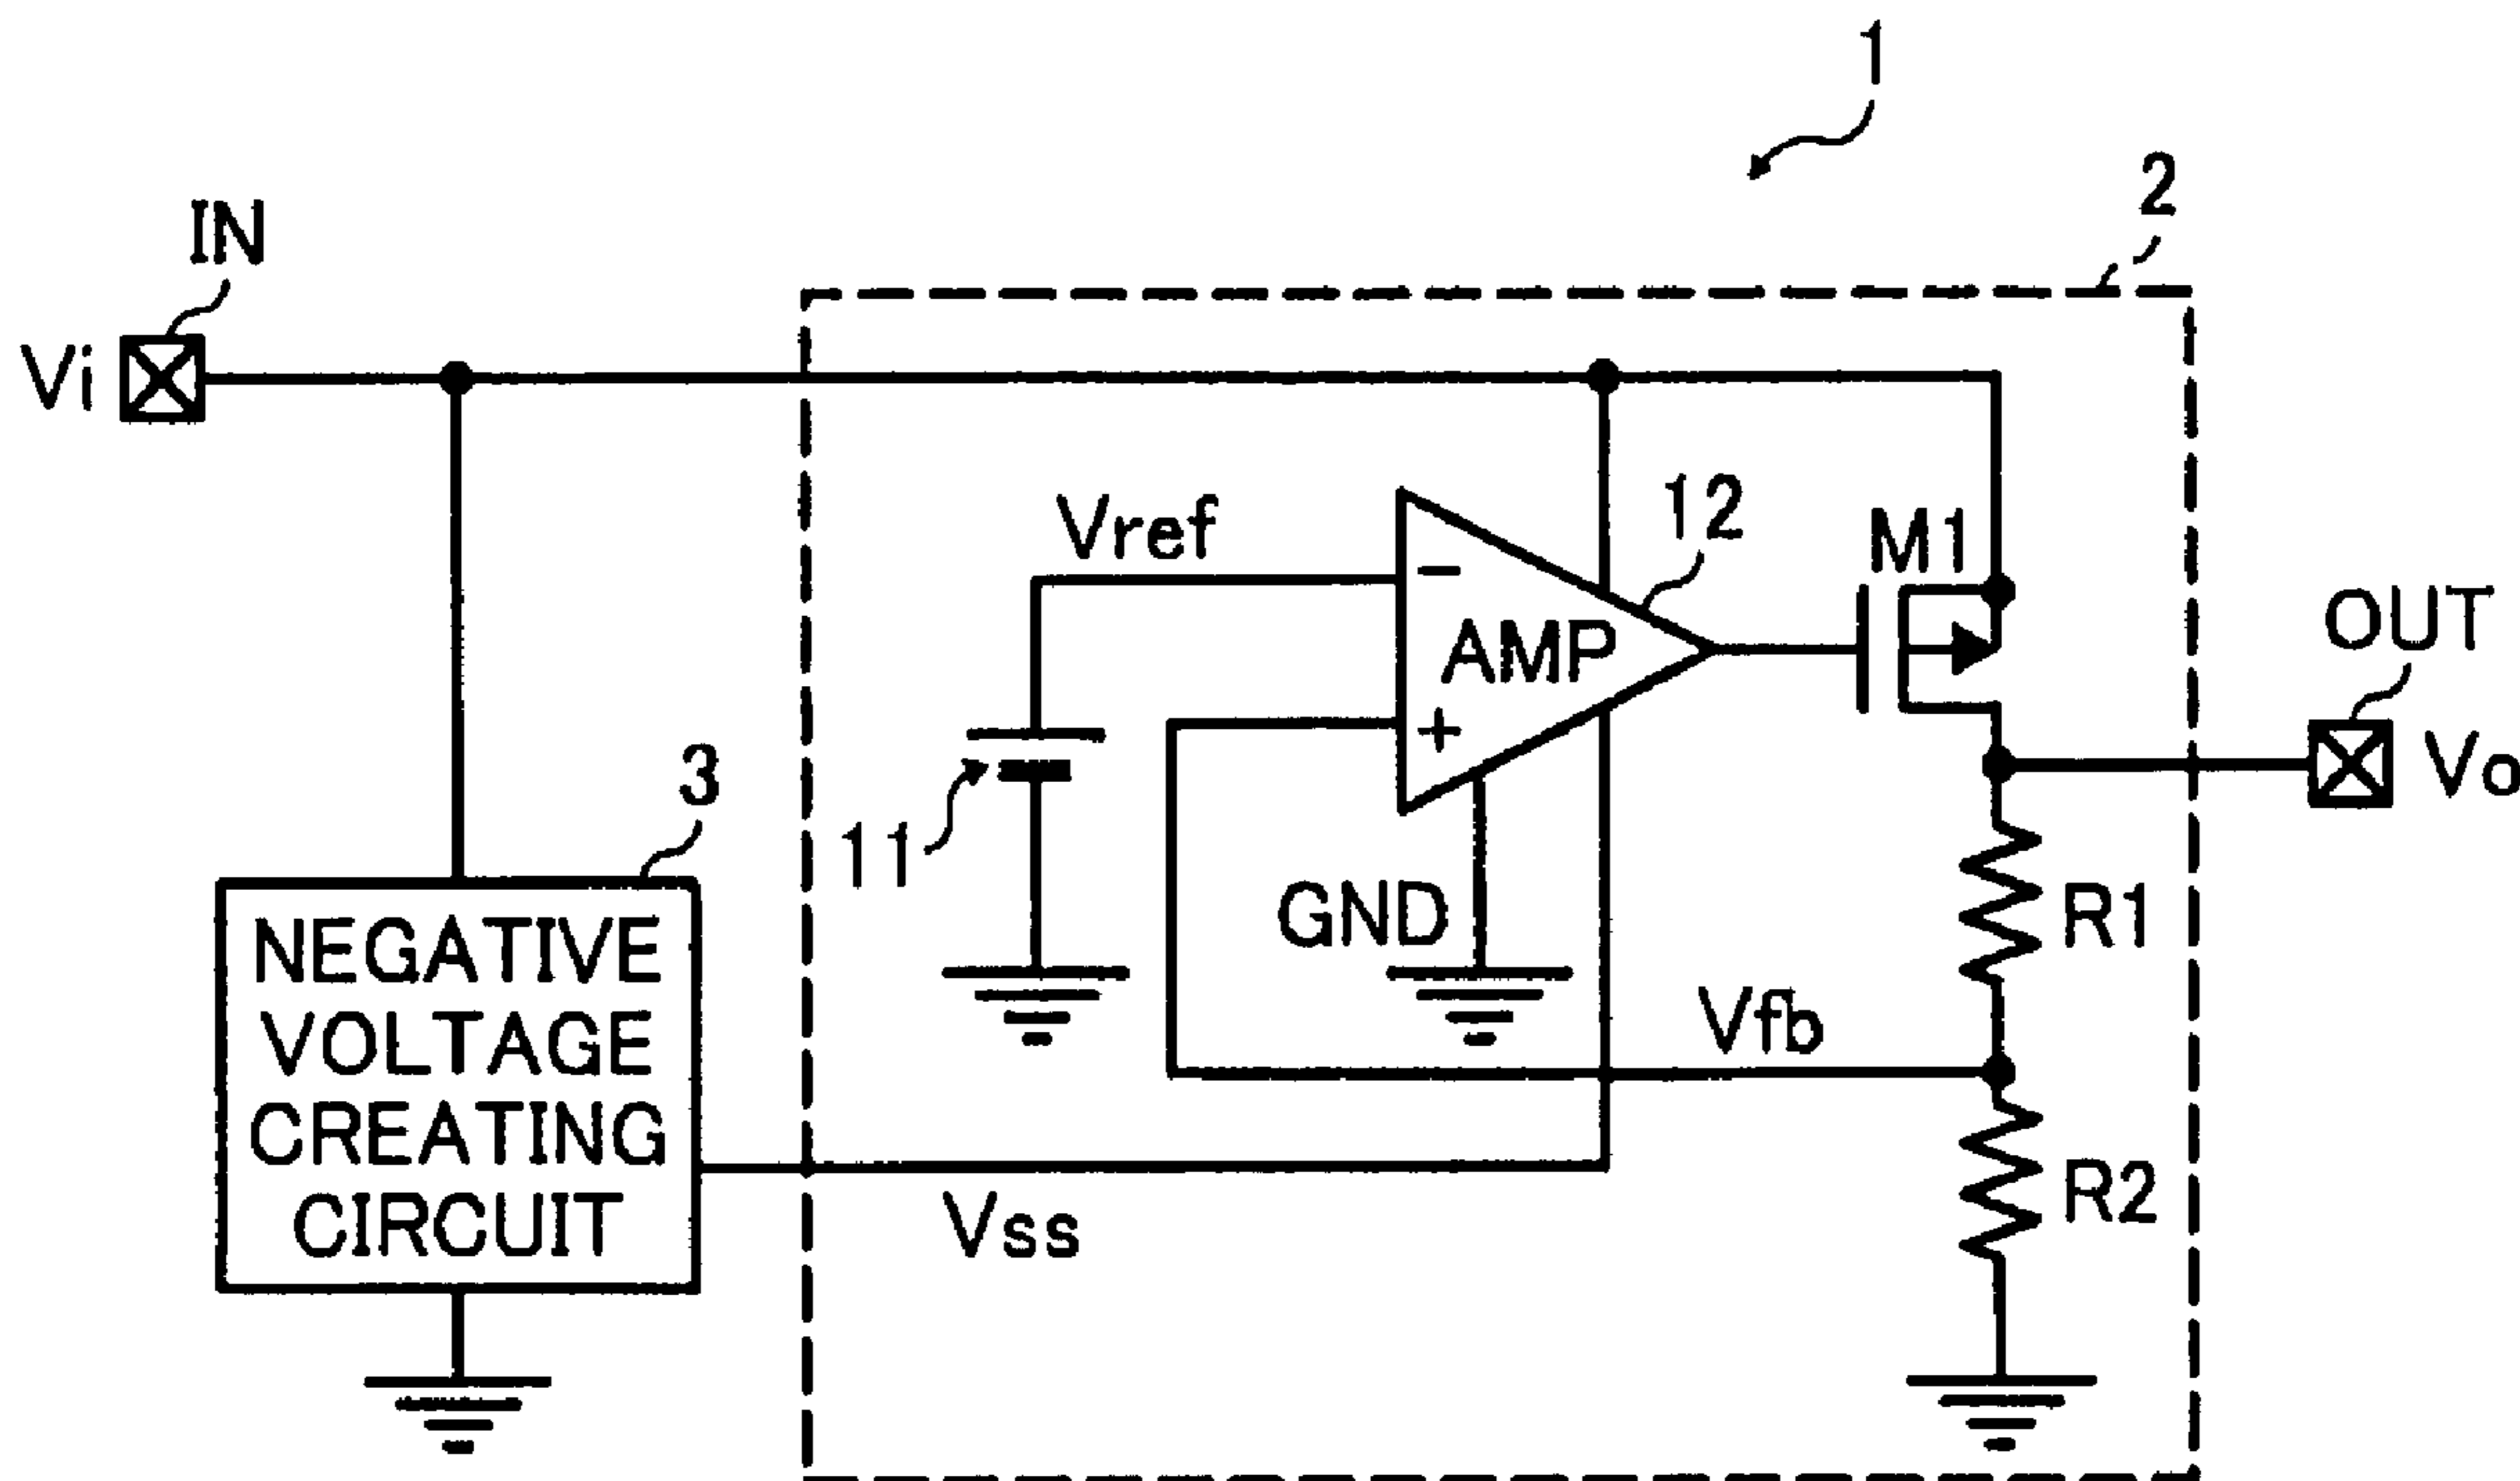 1
2
IN
Vi
Vref
12
M1
OUT
−
AMP
+
Vo
3
11
GND
R1
NEGATIVE
VOLTAGE
CREATING
CIRCUIT
Vfb
Vss
R2